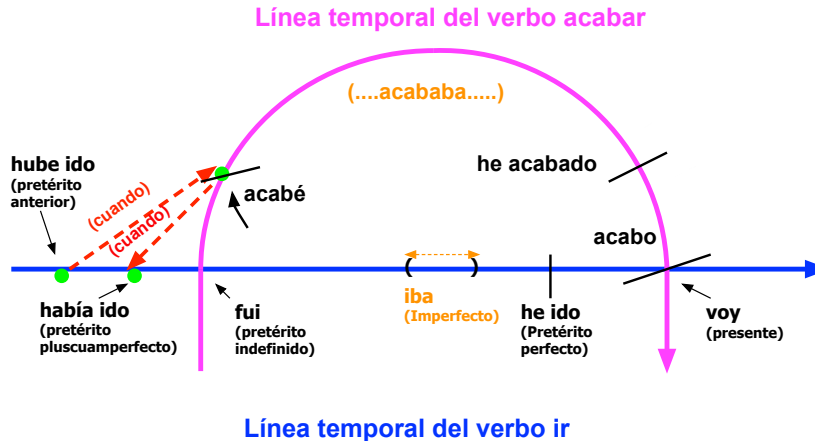 Línea temporal del verbo acabar
(....acababa.....)
hube ido
(pretérito
anterior)
(cuando)
(cuando)
acabé
he acabado
acabo
había ido
(pretérito
pluscuamperfecto)
fui
(pretérito
indefinido)
iba
(Imperfecto)
he ido
(Pretérito
perfecto)
voy
(presente)
Línea temporal del verbo ir